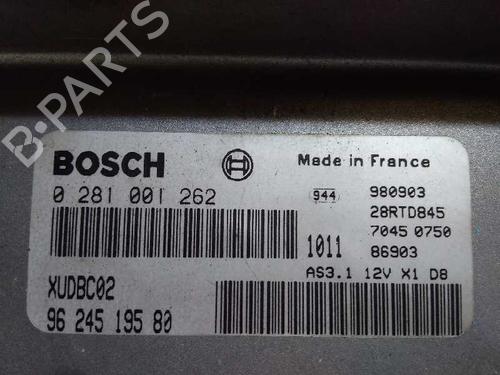 B-PARTS
BOSCH
Made in France
0 281 001 262
944
980903
28RTD845
7045 0750
1011
86903
AS3.1 12V X1 D8
XUDBC02
96 245 195 80